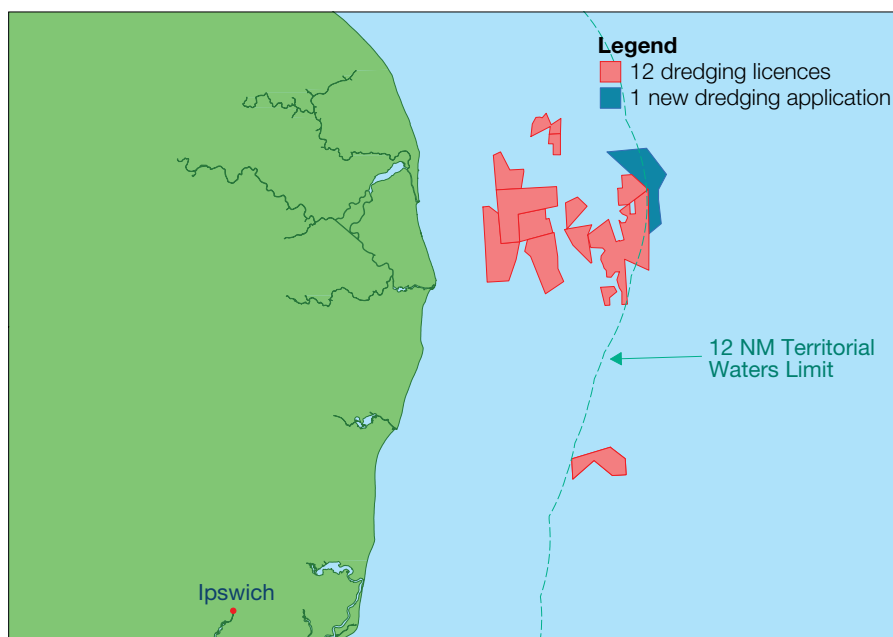 Legend
12 dredging licences
1 new dredging application
12 NM Territorial
Waters Limit
Ipswich